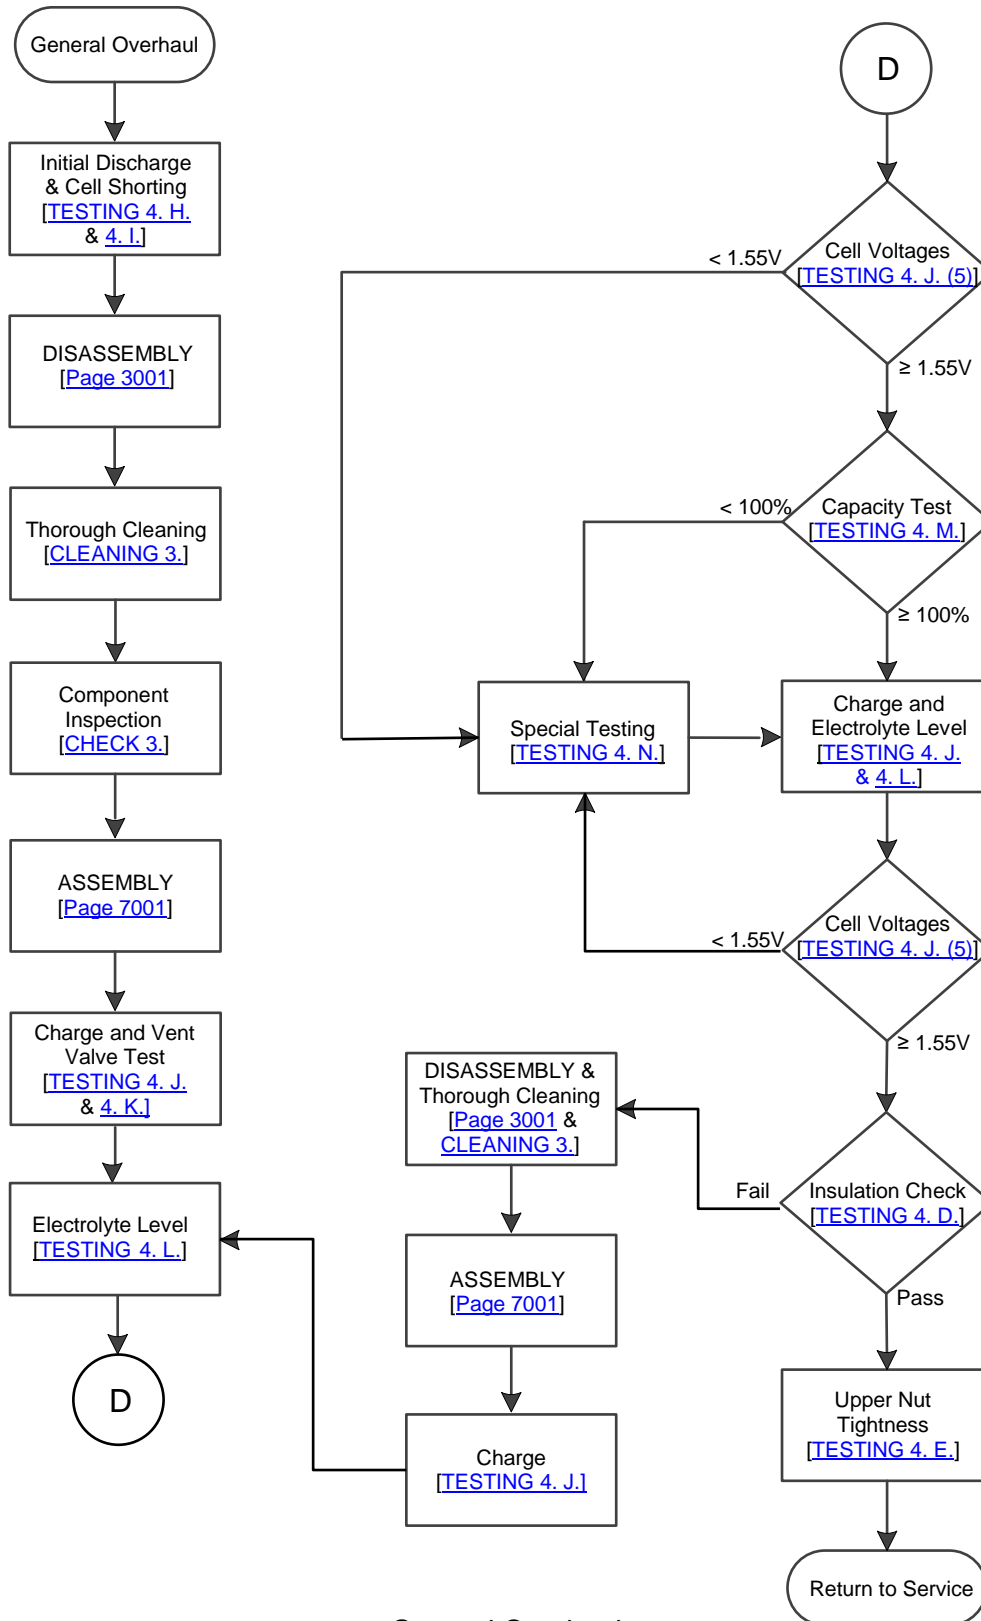 General Overhaul
Initial Discharge
& Cell Shorting
[TESTING 4. H.
& 4. I.]
DISASSEMBLY
[Page 3001]
Thorough Cleaning
[CLEANING 3.]
Component
Inspection
[CHECK 3.]
ASSEMBLY
[Page 7001]
Charge and Vent
Valve Test
[TESTING 4. J.
& 4. K.]
Electrolyte Level
[TESTING 4. L.]
D
D
< 1.55V
Cell Voltages
[TESTING 4. J. (5)]
≥ 1.55V
< 100%
Capacity Test
[TESTING 4. M.]
≥ 100%
Special Testing
[TESTING 4. N.]
Charge and
Electrolyte Level
[TESTING 4. J.
& 4. L.]
< 1.55V
Cell Voltages
[TESTING 4. J. (5)]
≥ 1.55V
DISASSEMBLY &
Thorough Cleaning
[Page 3001 &
CLEANING 3.]
Fail
Insulation Check
[TESTING 4. D.]
Pass
ASSEMBLY
[Page 7001]
Charge
[TESTING 4. J.]
Upper Nut
Tightness
[TESTING 4. E.]
Return to Service